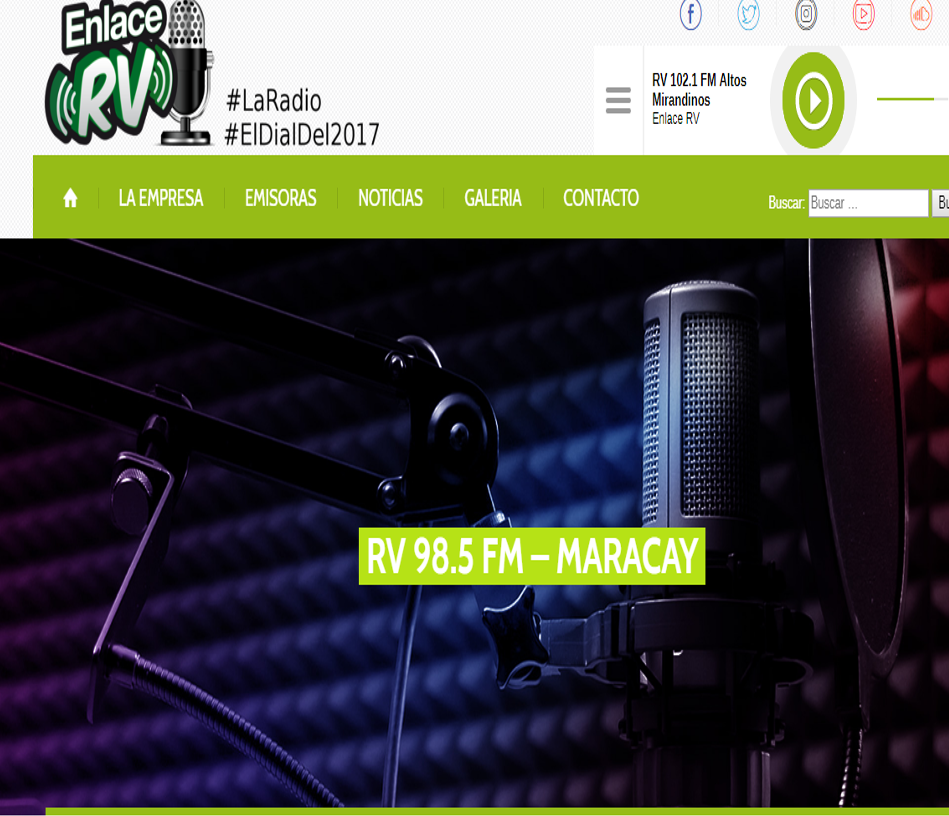 Enlace
RV
#LaRadio
#ElDialDel2017
RV 102.1 FM Altos
Mirandinos
Enlace RV
LA EMPRESA EMISORAS NOTICIAS GALERIA CONTACTO
Buscar: Buscar ... Bu
RV 98.5 FM – MARACAY